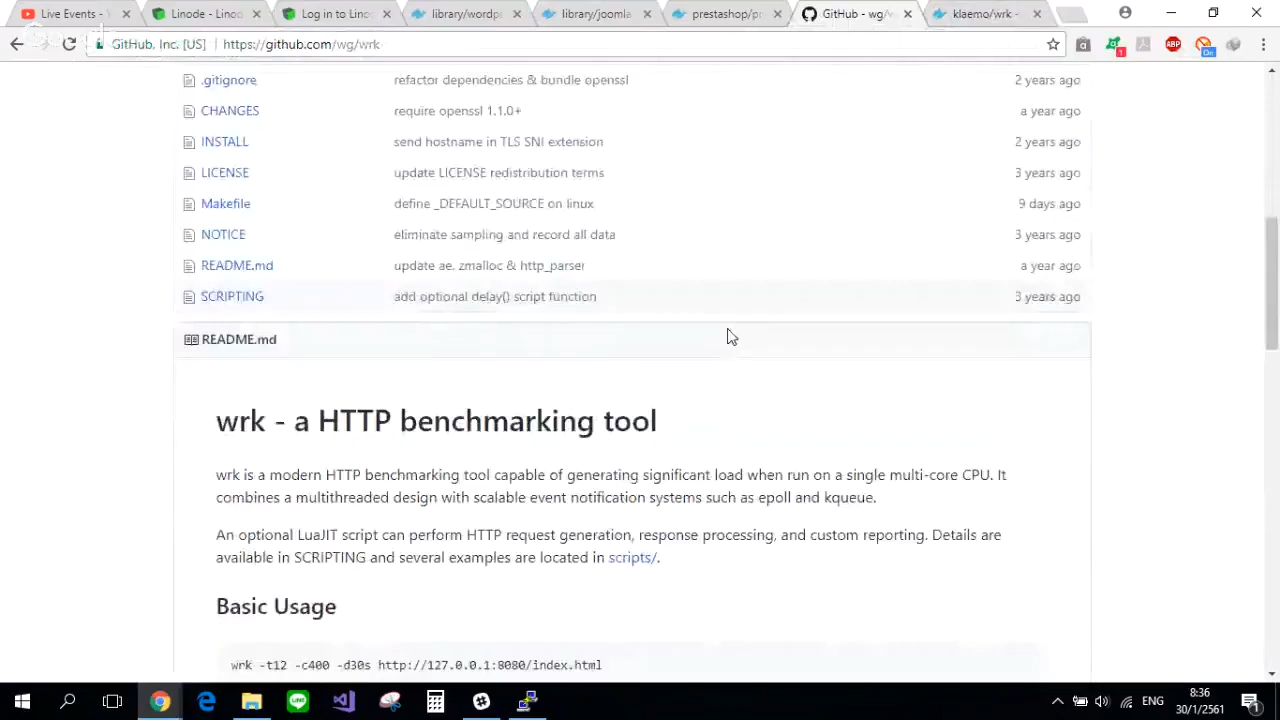 Live Events - Y
Linode - Lino
Log in to Lino
library/wordp
library/joomla
prestashop/p
GitHub - wg/
klaemo/wrk -
GitHub, Inc. [US] https://github.com/wg/wrk
.gitignore refactor dependencies & bundle openssl 2 years ago
CHANGES require openssl 1.1.0+ a year ago
INSTALL send hostname in TLS SNI extension 2 years ago
LICENSE update LICENSE redistribution terms 3 years ago
Makefile define _DEFAULT_SOURCE on linux 9 days ago
NOTICE eliminate sampling and record all data 3 years ago
README.md update ae, zmalloc & http_parser a year ago
SCRIPTING add optional delay() script function 3 years ago
README.md
wrk - a HTTP benchmarking tool
wrk is a modern HTTP benchmarking tool capable of generating significant load when run on a single multi-core CPU. It
combines a multithreaded design with scalable event notification systems such as epoll and kqueue.
An optional LuaJIT script can perform HTTP request generation, response processing, and custom reporting. Details are
available in SCRIPTING and several examples are located in scripts/.
Basic Usage
wrk -t12 -c400 -d30s http://127.0.0.1:8080/index.html
ENG
8:36
30/1/2561